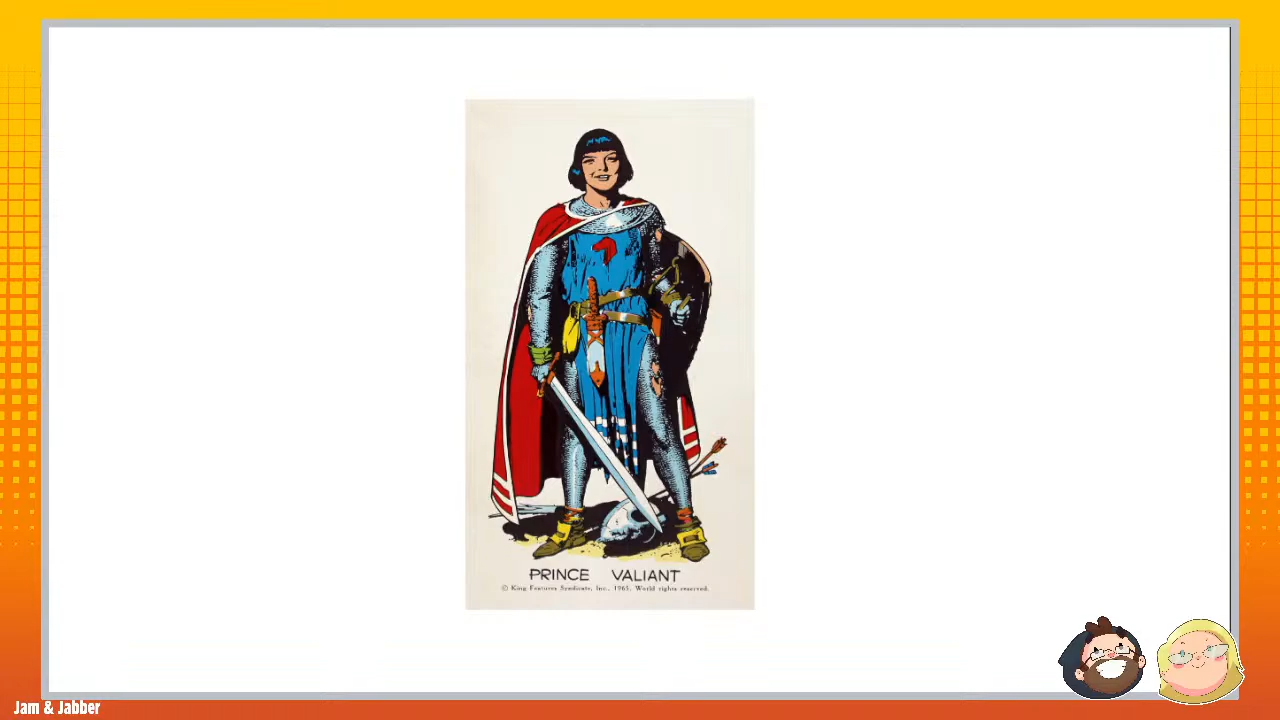 PRINCE VALIANT
© King Features Syndicate, Inc., 1965. World rights reserved.
Jam & Jabber